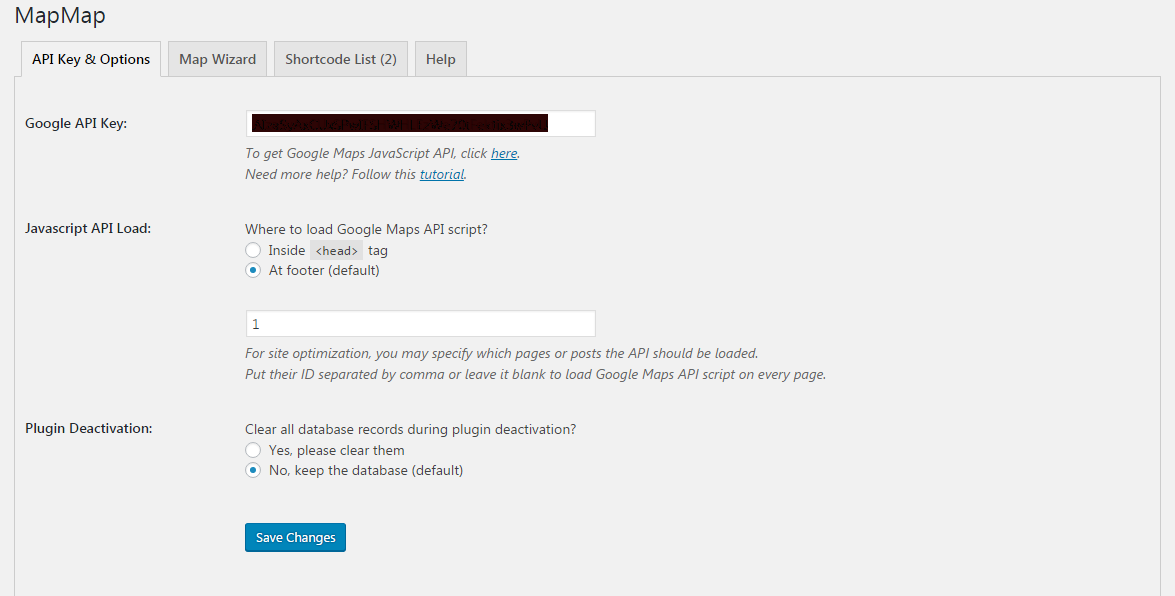 MapMap
API Key & Options
Map Wizard
Shortcode List (2)
Help
Google API Key:
To get Google Maps JavaScript API, click here.
Need more help? Follow this tutorial.
Javascript API Load:
Where to load Google Maps API script?
Inside <head> tag
At footer (default)
1
For site optimization, you may specify which pages or posts the API should be loaded.
Put their ID separated by comma or leave it blank to load Google Maps API script on every page.
Plugin Deactivation:
Clear all database records during plugin deactivation?
Yes, please clear them
No, keep the database (default)
Save Changes